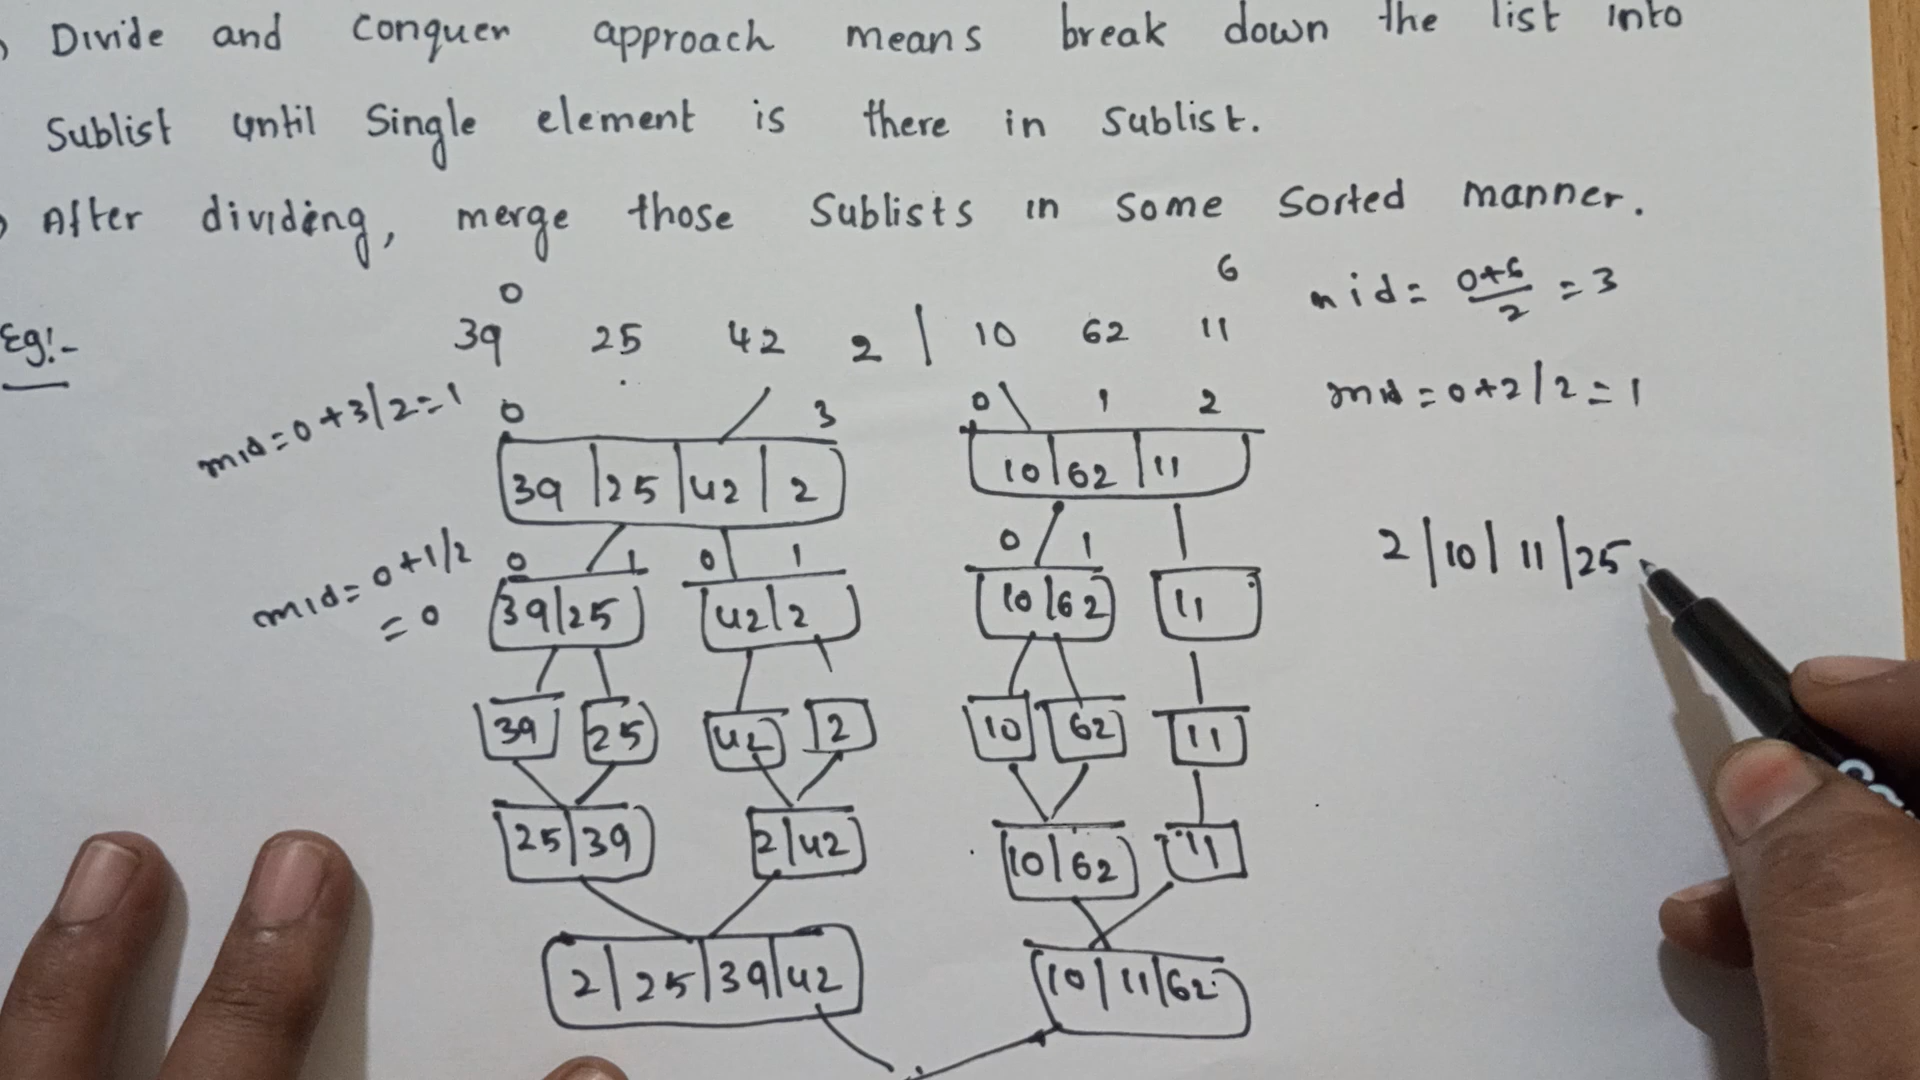 Divide and conquer approach means break down the list into
Sublist until Single element is there in Sublist.
After dividing, merge those Sublists in some Sorted manner.
Eg:-
0 6
39 25 42 2 | 10 62 11
mid = 0+6/2 = 3
mid = 0+3/2=1
mid = 0+2/2 = 1
0 3 0 1 2
39 | 25 | 42 | 2 10 | 62 | 11
mid = 0+1/2
= 0
0 1 0 1 0 1
39 | 25 42 | 2 10 | 62 11
2 | 10 | 11 | 25
39 25 42 2 10 62 11
25 | 39 2 | 42 10 | 62 11
2 | 25 | 39 | 42 10 | 11 | 62